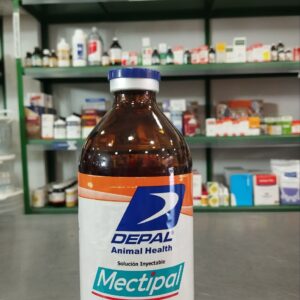 DEPAL
Animal Health
Solución Inyectable
Mectipal